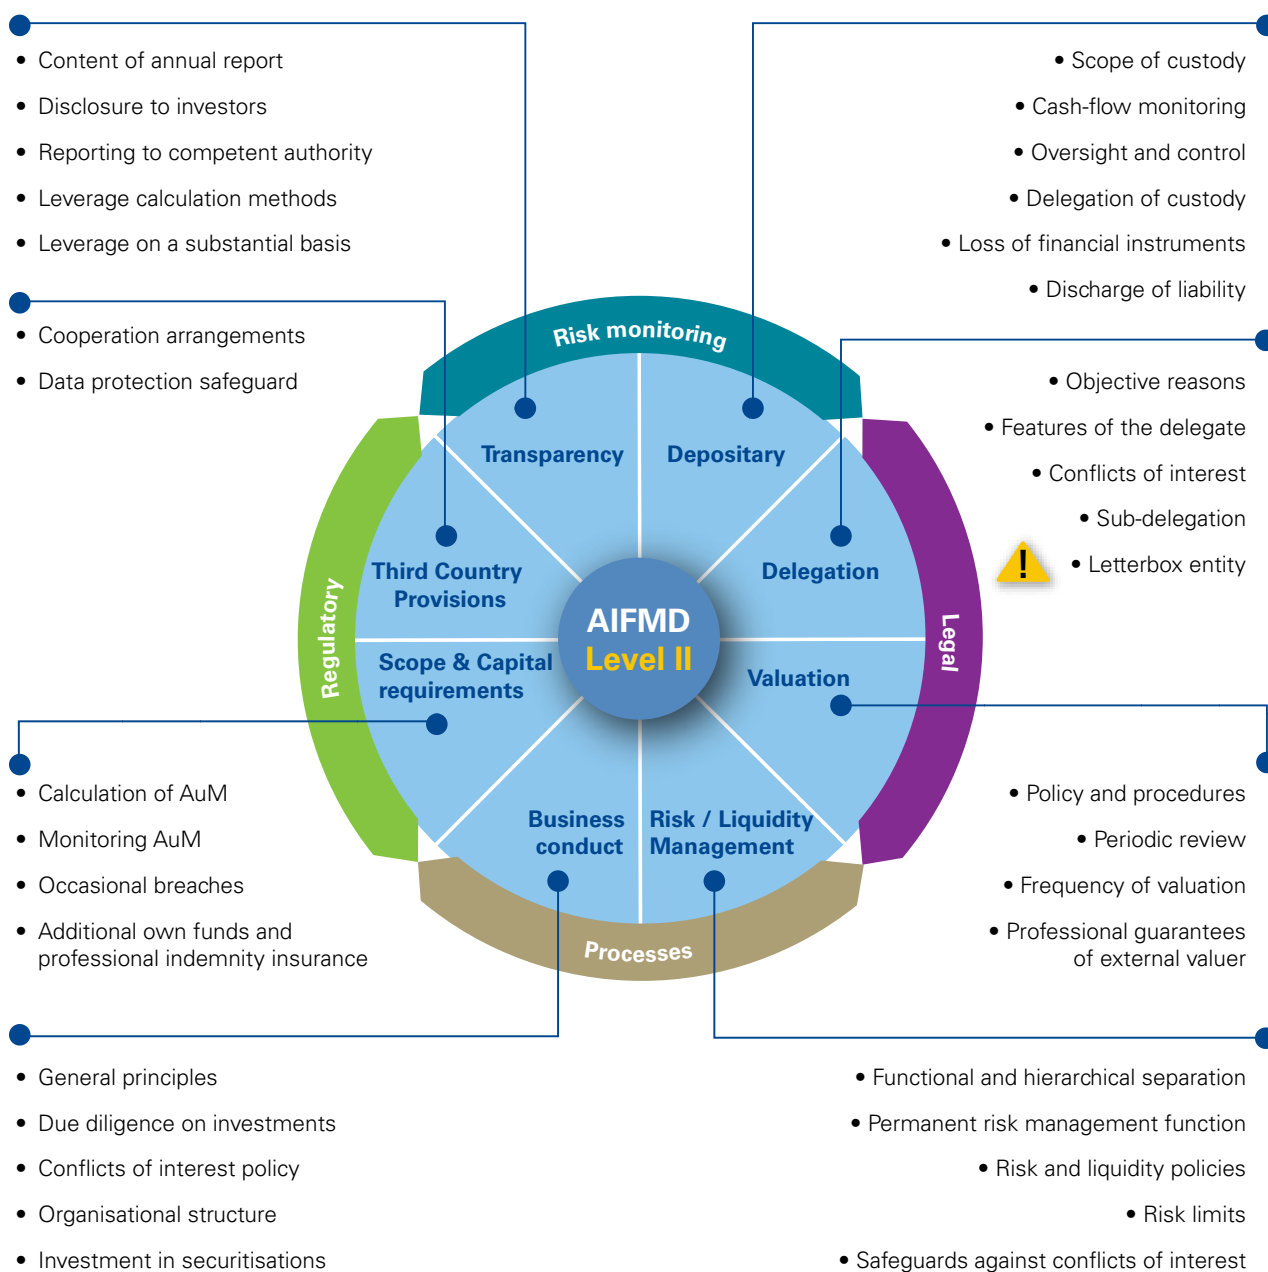 • Content of annual report
• Disclosure to investors
• Reporting to competent authority
• Leverage calculation methods
• Leverage on a substantial basis
• Scope of custody
• Cash-flow monitoring
• Oversight and control
• Delegation of custody
• Loss of financial instruments
• Discharge of liability
• Cooperation arrangements
• Data protection safeguard
• Objective reasons
• Features of the delegate
• Conflicts of interest
• Sub-delegation
! • Letterbox entity
Risk monitoring
Legal
Processes
Regulatory
Transparency
Depositary
Third Country
Provisions
Delegation
AIFMD
Level II
Scope & Capital
requirements
Valuation
Business
conduct
Risk / Liquidity
Management
• Calculation of AuM
• Monitoring AuM
• Occasional breaches
• Additional own funds and
professional indemnity insurance
• Policy and procedures
• Periodic review
• Frequency of valuation
• Professional guarantees
of external valuer
• General principles
• Due diligence on investments
• Conflicts of interest policy
• Organisational structure
• Investment in securitisations
• Functional and hierarchical separation
• Permanent risk management function
• Risk and liquidity policies
• Risk limits
• Safeguards against conflicts of interest